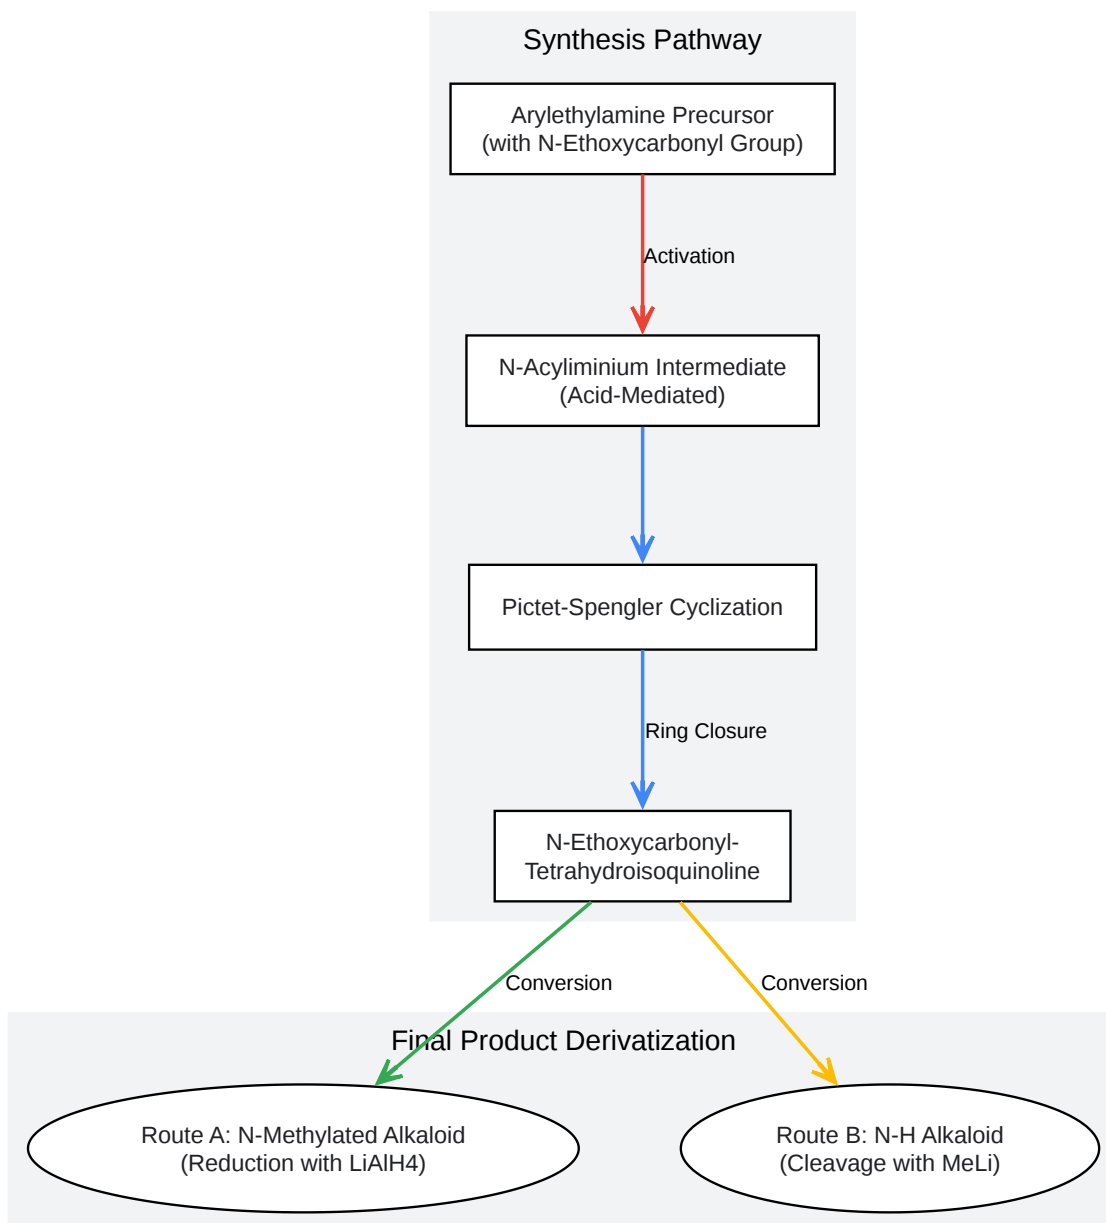 Synthesis Pathway
Arylethylamine Precursor
(with N-Ethoxycarbonyl Group)
Activation
N-Acyliminium Intermediate
(Acid-Mediated)
Pictet-Spengler Cyclization
Ring Closure
N-Ethoxycarbonyl-
Tetrahydroisoquinoline
Conversion
Conversion
Final Product Derivatization
Route A: N-Methylated Alkaloid
(Reduction with LiAlH4)
Route B: N-H Alkaloid
(Cleavage with MeLi)